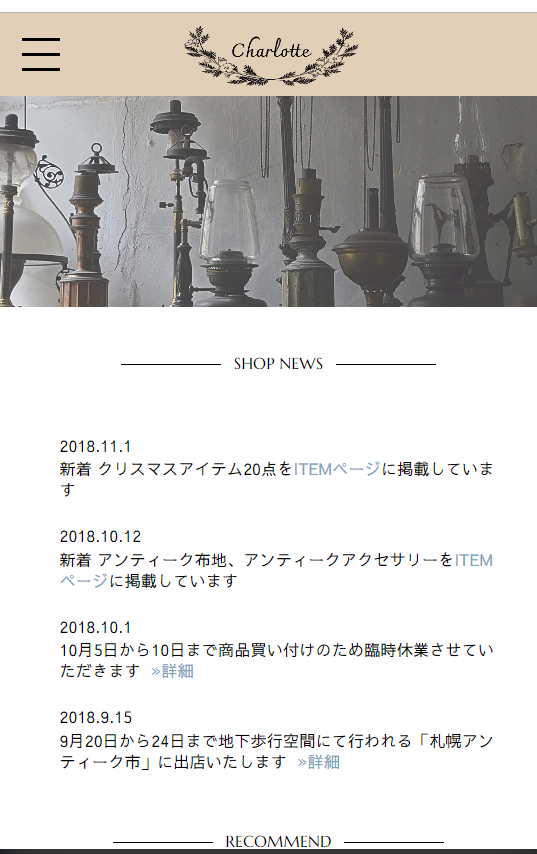 Charlotte
SHOP NEWS
2018.11.1
新着 クリスマスアイテム20点をITEMページに掲載していま
す
2018.10.12
新着 アンティーク布地、アンティークアクセサリーをITEM
ページに掲載しています
2018.10.1
10月5日から10日まで商品買い付けのため臨時休業させてい
ただきます »詳細
2018.9.15
9月20日から24日まで地下歩行空間にて行われる「札幌アン
ティーク市」に出店いたします »詳細
RECOMMEND